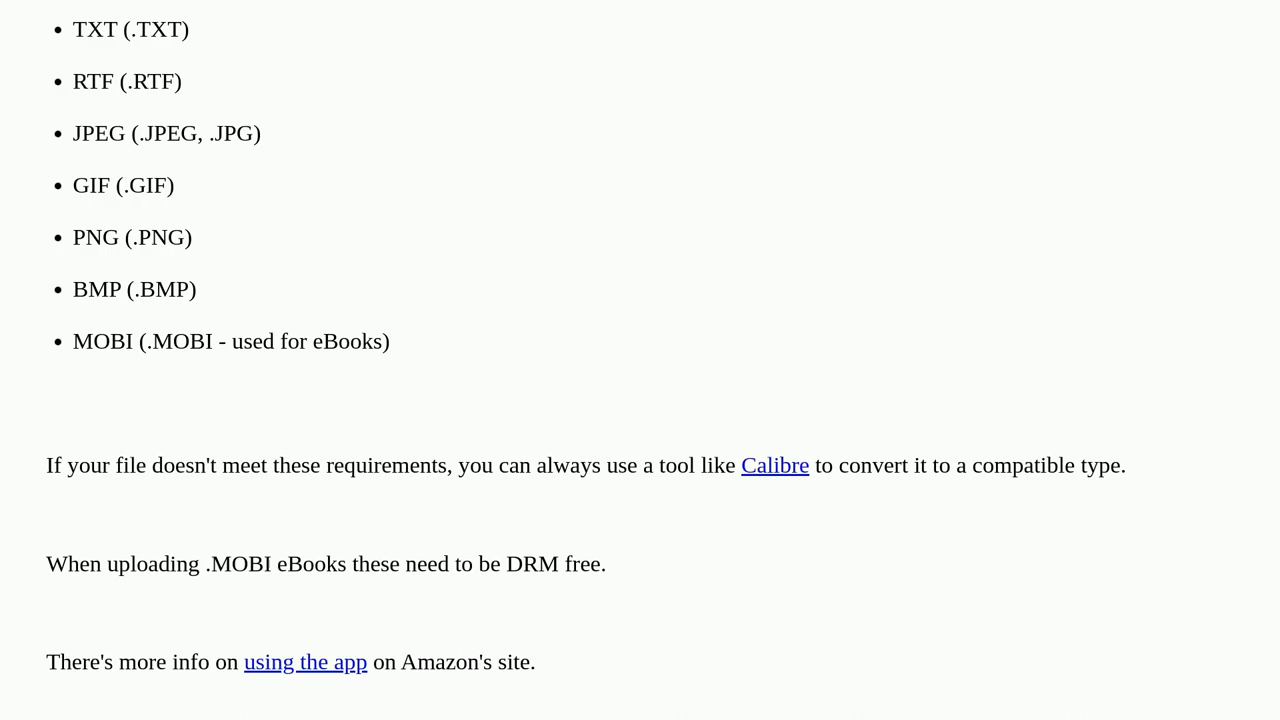 • TXT (.TXT)
• RTF (.RTF)
• JPEG (.JPEG, .JPG)
• GIF (.GIF)
• PNG (.PNG)
• BMP (.BMP)
• MOBI (.MOBI - used for eBooks)
If your file doesn't meet these requirements, you can always use a tool like Calibre to convert it to a compatible type.
When uploading .MOBI eBooks these need to be DRM free.
There's more info on using the app on Amazon's site.